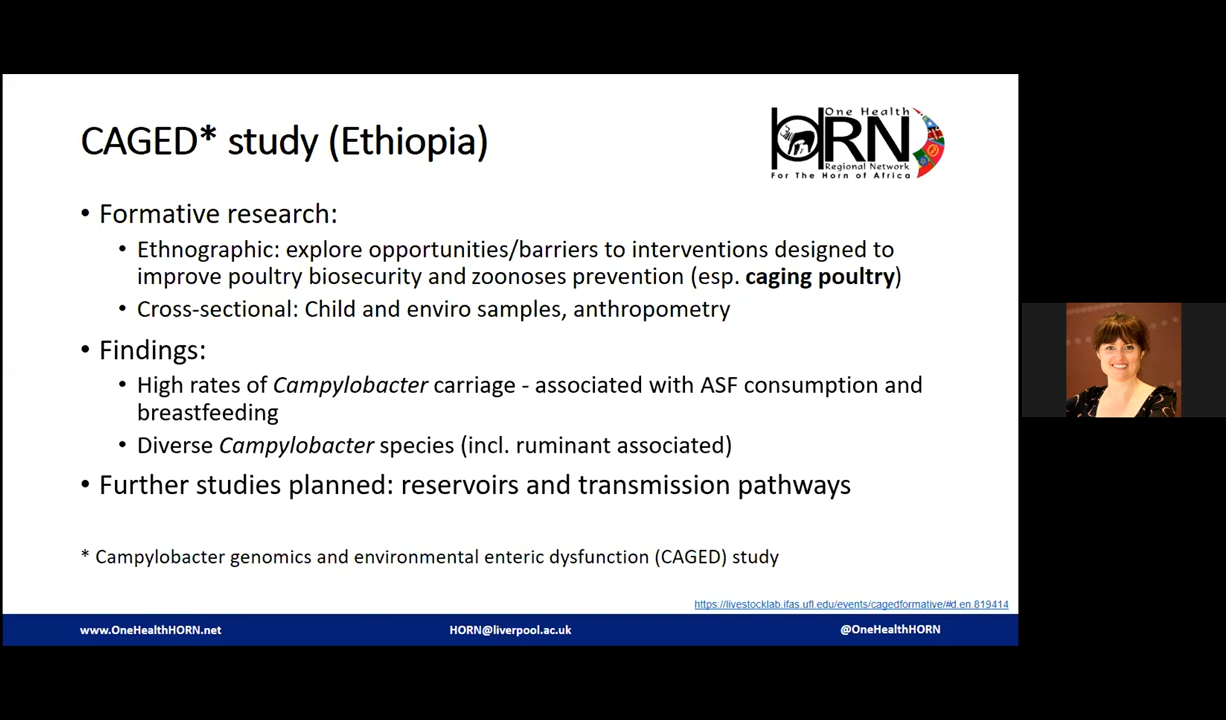 CAGED* study (Ethiopia)
One Health
HORN
Regional Network
For The Horn of Africa
• Formative research:
• Ethnographic: explore opportunities/barriers to interventions designed to
improve poultry biosecurity and zoonoses prevention (esp. caging poultry)
• Cross-sectional: Child and enviro samples, anthropometry
• Findings:
• High rates of Campylobacter carriage - associated with ASF consumption and
breastfeeding
• Diverse Campylobacter species (incl. ruminant associated)
• Further studies planned: reservoirs and transmission pathways
* Campylobacter genomics and environmental enteric dysfunction (CAGED) study
https://livestocklab.ifas.ufl.edu/events/cagedformative/#d.en.819414
www.OneHealthHORN.net
HORN@liverpool.ac.uk
@OneHealthHORN